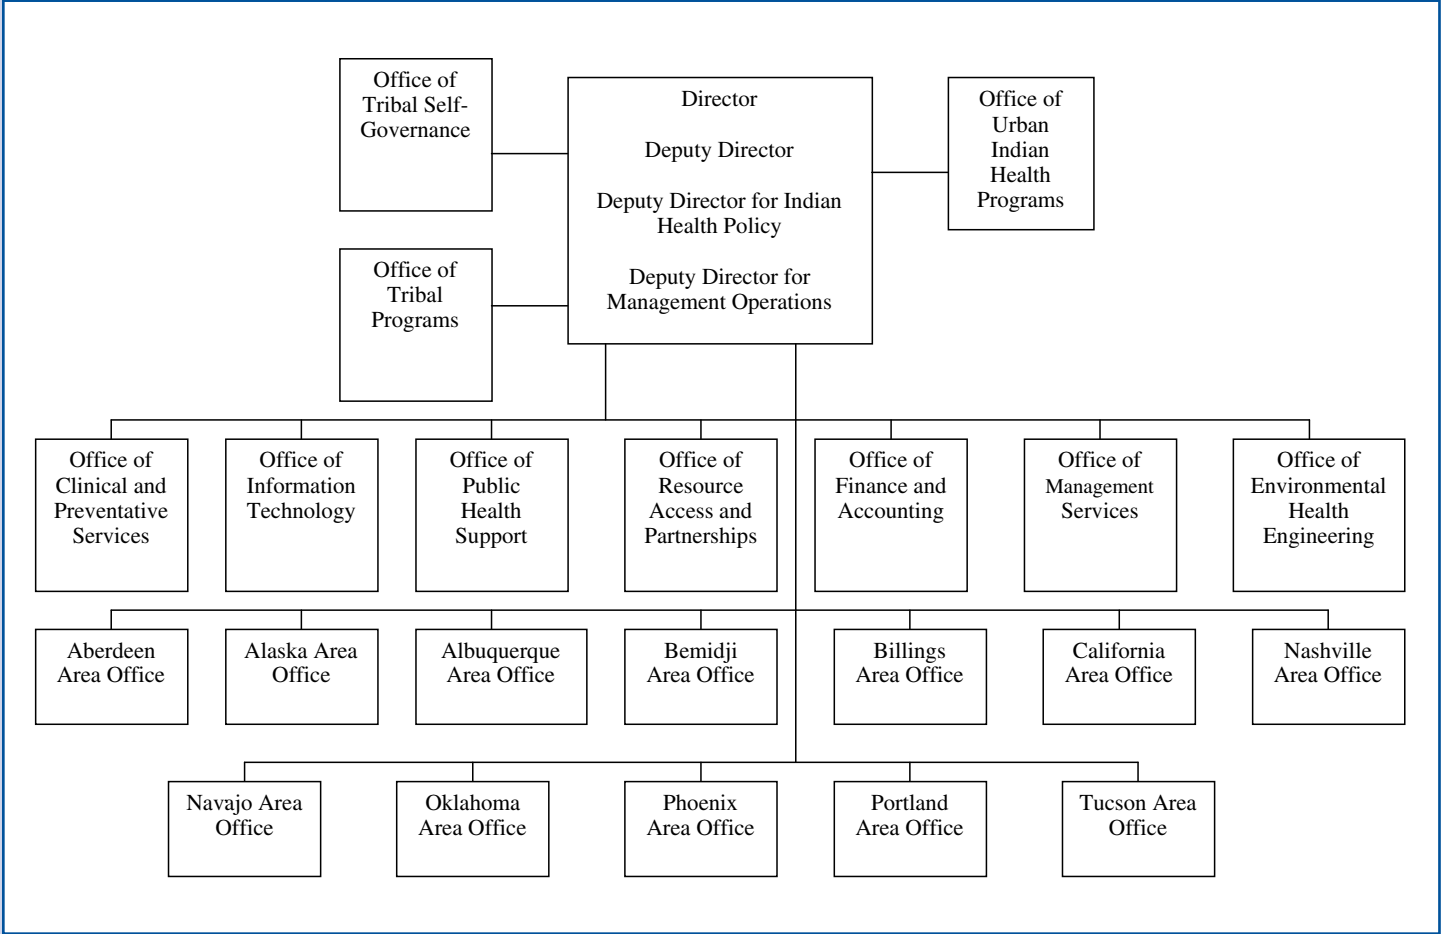 Office of
Tribal Self-
Governance
Director
Deputy Director
Deputy Director for Indian
Health Policy
Deputy Director for
Management Operations
Office of
Urban
Indian
Health
Programs
Office of
Tribal
Programs
Office of
Clinical and
Preventative
Services
Office of
Information
Technology
Office of
Public
Health
Support
Office of
Resource
Access and
Partnerships
Office of
Finance and
Accounting
Office of
Management
Services
Office of
Environmental
Health
Engineering
Aberdeen
Area Office
Alaska Area
Office
Albuquerque
Area Office
Bemidji
Area Office
Billings
Area Office
California
Area Office
Nashville
Area Office
Navajo Area
Office
Oklahoma
Area Office
Phoenix
Area Office
Portland
Area Office
Tucson Area
Office